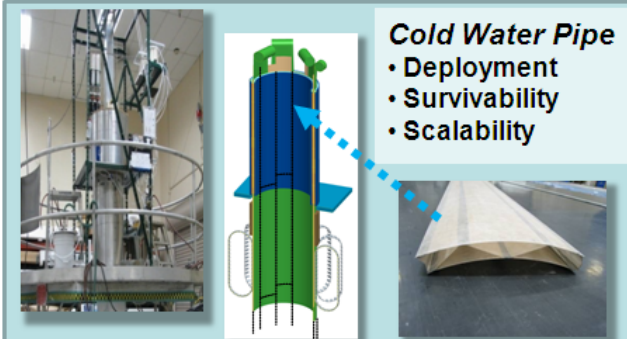 Cold Water Pipe
• Deployment
• Survivability
• Scalability